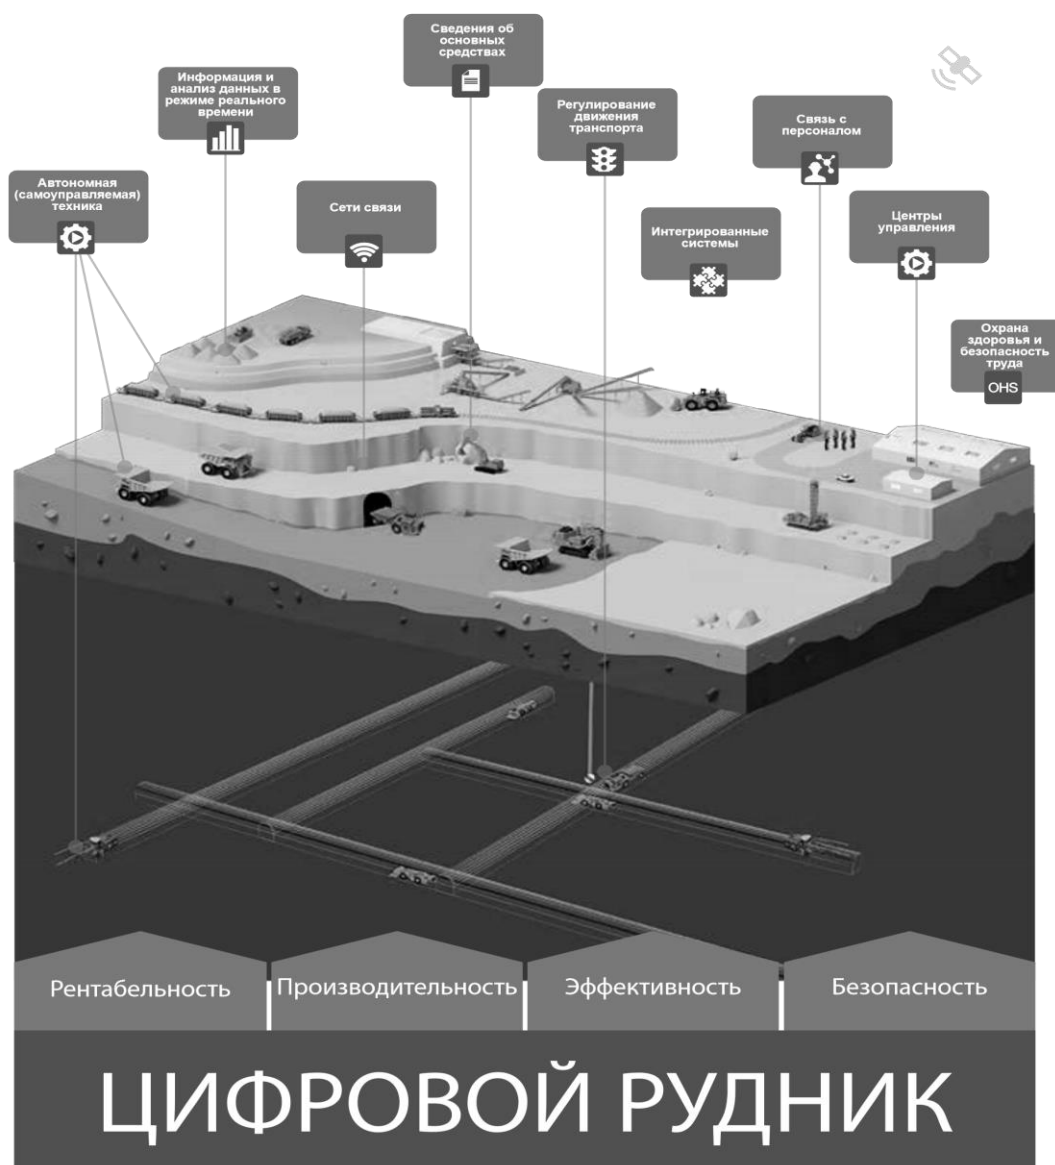 Сведения об
основных
средствах
Информация и
анализ данных в
режиме реального
времени
Регулирование
движения
транспорта
Связь с
персоналом
Автономная
(самоуправляемая)
техника
Сети связи
Интегрированные
системы
Центры
управления
Охрана
здоровья и
безопасность
труда
OHS
Рентабельность
Производительность
Эффективность
Безопасность
ЦИФРОВОЙ РУДНИК